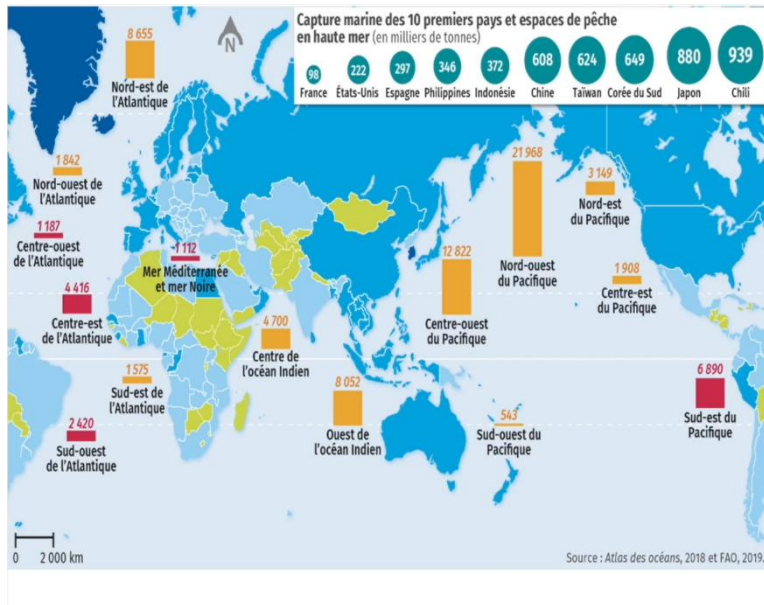 Capture marine des 10 premiers pays et espaces de pêche
en haute mer (en milliers de tonnes)
98
222
297
346
372
608
624
649
880
939
France
États-Unis
Espagne
Philippines
Indonésie
Chine
Taïwan
Corée du Sud
Japon
Chili
N
8 655
Nord-est de
l'Atlantique
1 842
Nord-ouest de
l'Atlantique
1 187
Centre-ouest
de l'Atlantique
1 112
Mer Méditerranée
et mer Noire
4 416
Centre-est
de l'Atlantique
1 575
Sud-est de
l'Atlantique
2 420
Sud-ouest
de l'Atlantique
4 700
Centre de
l'océan Indien
8 052
Ouest de
l'océan Indien
12 822
Centre-ouest
du Pacifique
21 968
Nord-ouest
du Pacifique
3 149
Nord-est
du Pacifique
1 908
Centre-est
du Pacifique
543
Sud-ouest du
Pacifique
6 890
Sud-est du
Pacifique
0 2 000 km
Source : Atlas des océans, 2018 et FAO, 2019.